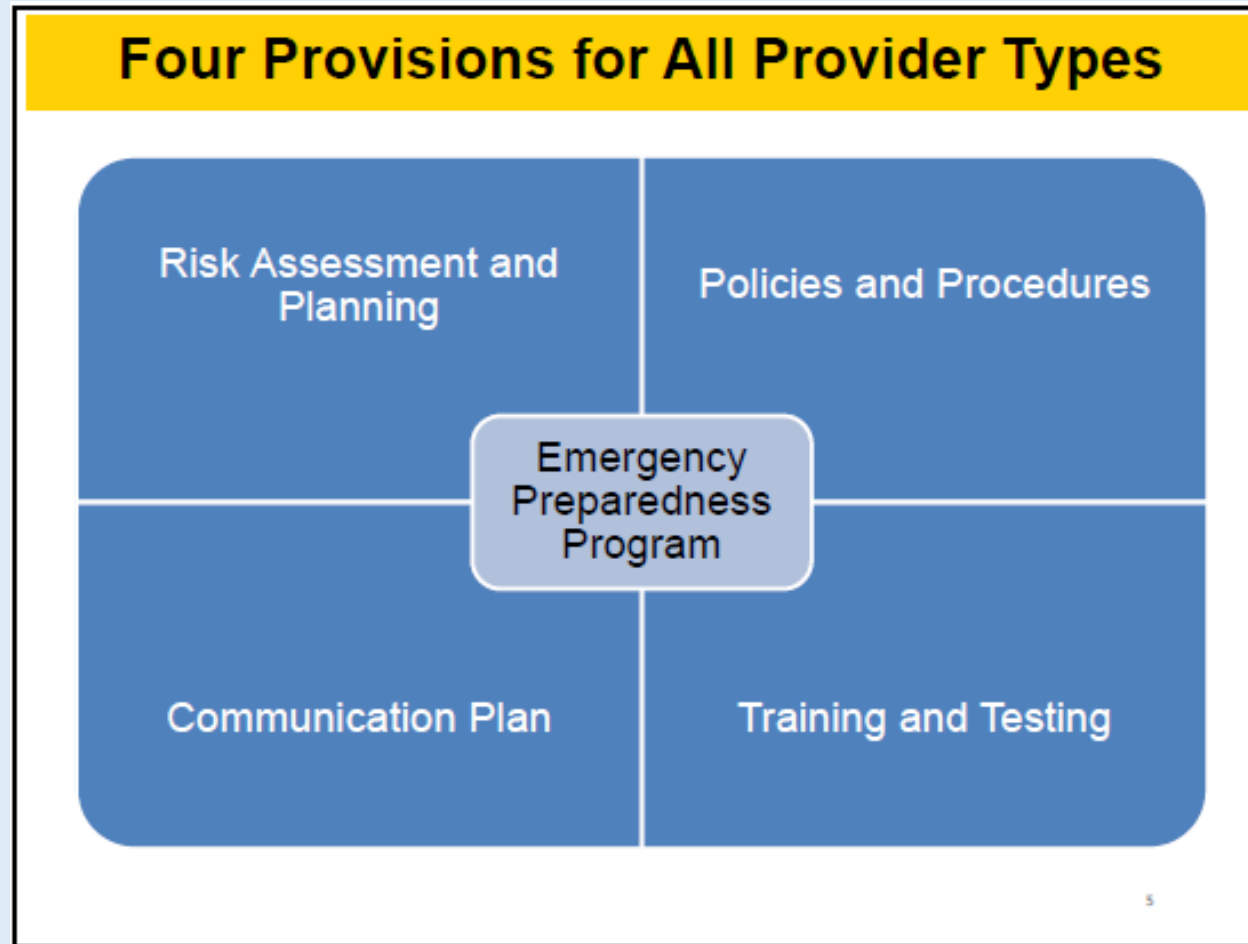 Four Provisions for All Provider Types
Risk Assessment and
Planning
Policies and Procedures
Emergency
Preparedness
Program
Communication Plan
Training and Testing
5